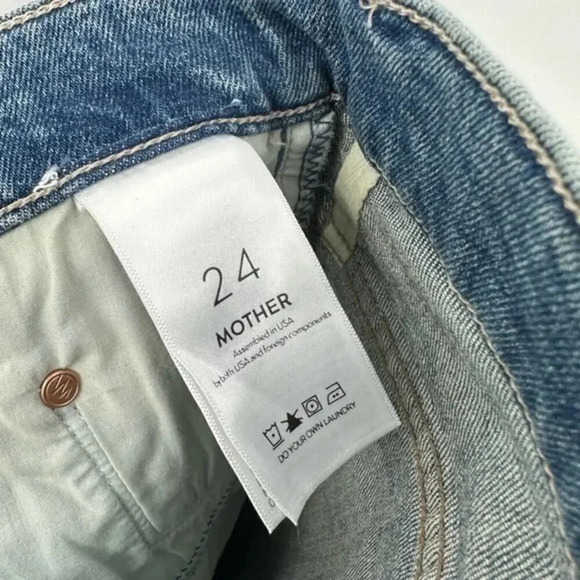 24
MOTHER
Assembled in USA
by both USA and foreign components
DO YOUR OWN LAUNDRY